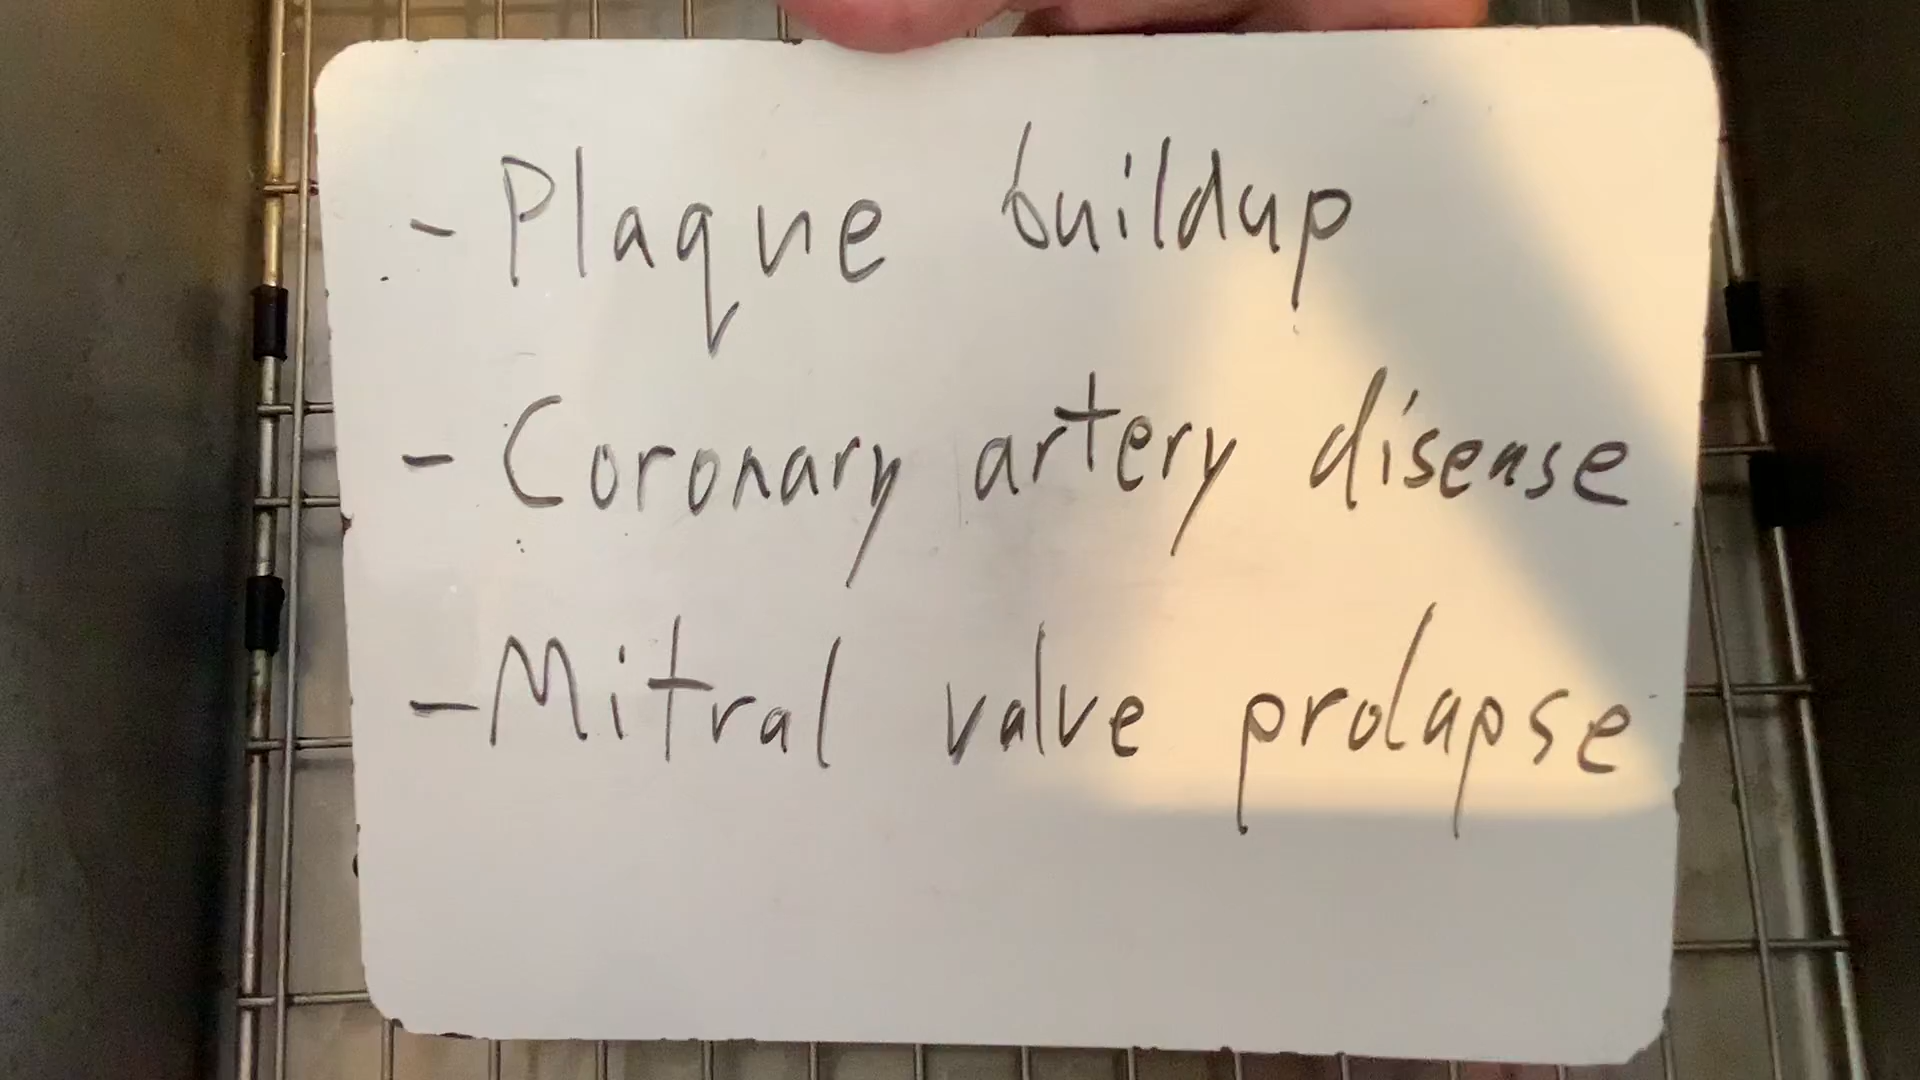 - Plaque buildup
- Coronary artery disease
- Mitral valve prolapse